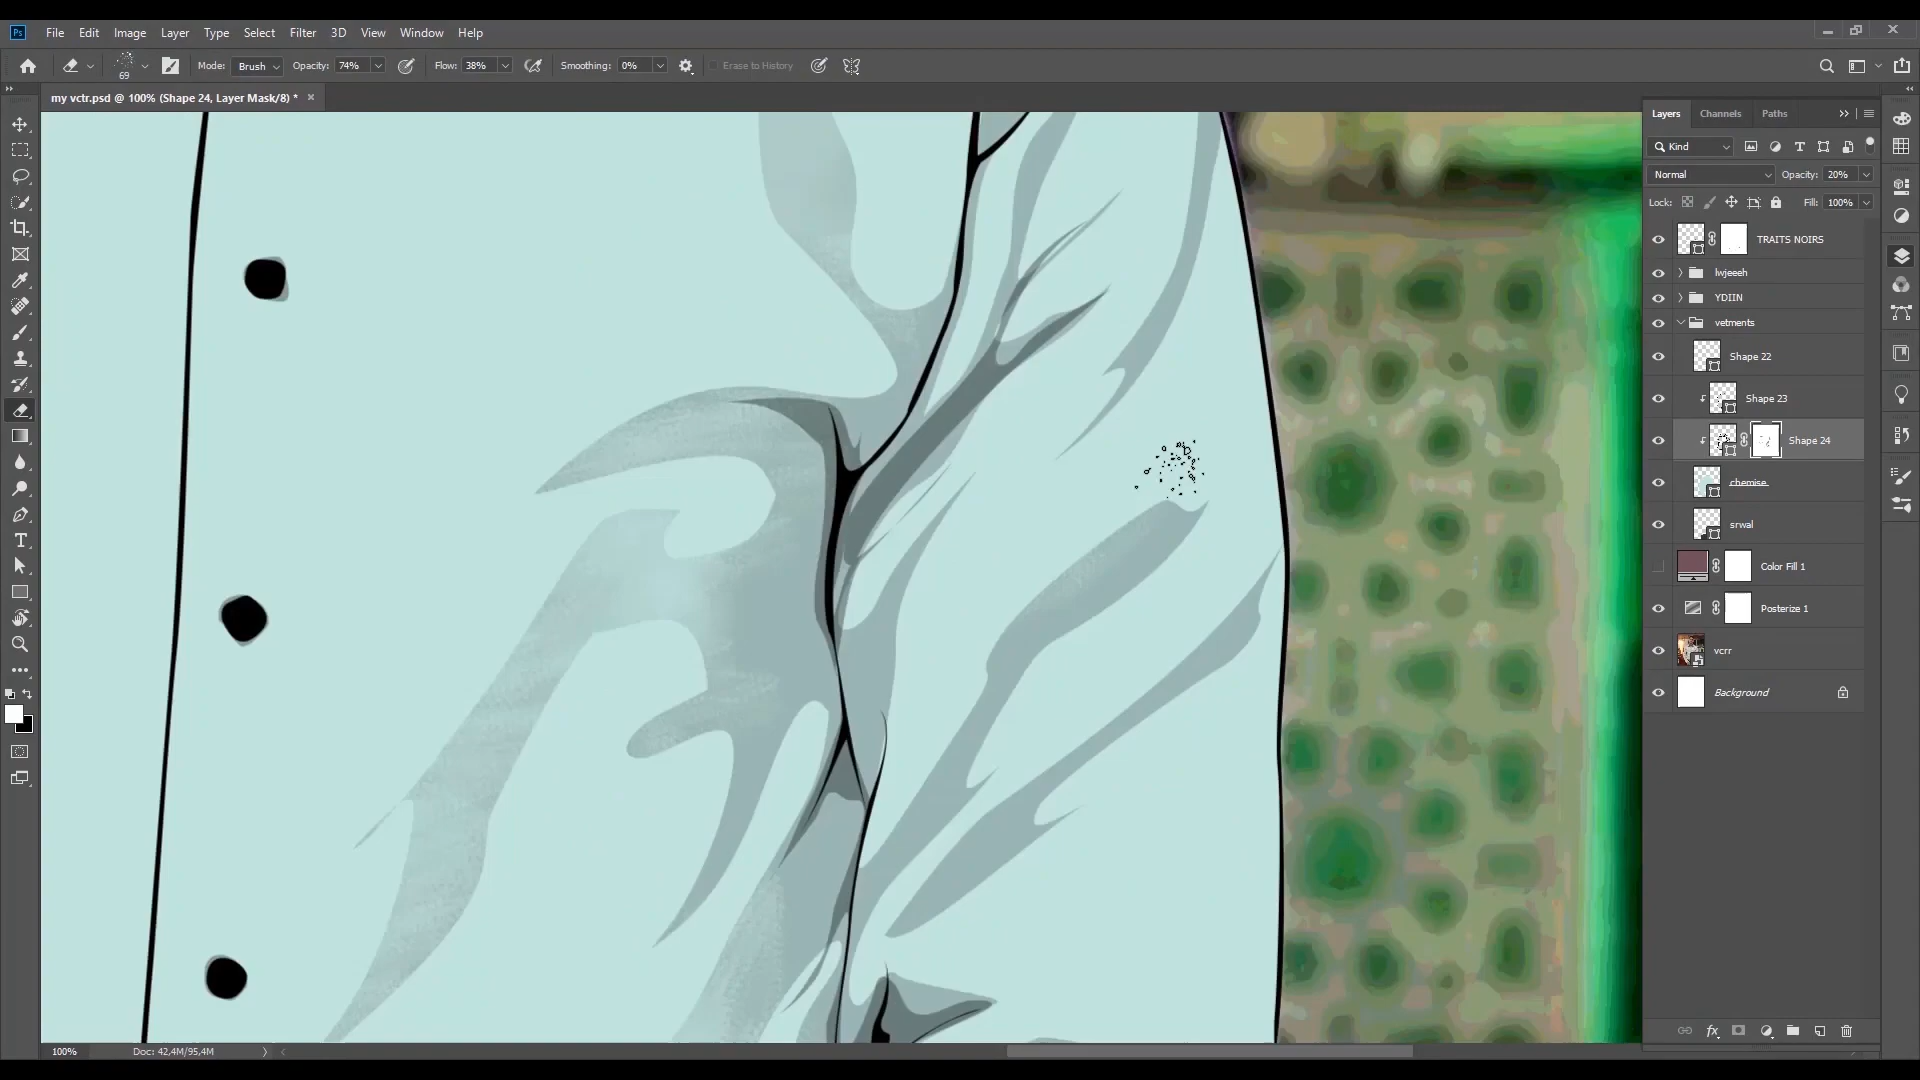 Ps File Edit Image Layer Type Select Filter 3D View Window Help
69 Mode: Brush Opacity: 74% Flow: 38% Smoothing: 0% Erase to History
my vctr.psd @ 100% (Shape 24, Layer Mask/8) *
Layers Channels Paths
Kind
Normal Opacity: 20%
Lock: Fill: 100%
TRAITS NOIRS
lwjeeeh
YDIIN
vetments
Shape 22
Shape 23
Shape 24
chemise
srwal
Color Fill 1
Posterize 1
vcrr
Background
100% Doc: 42,4M/95,4M